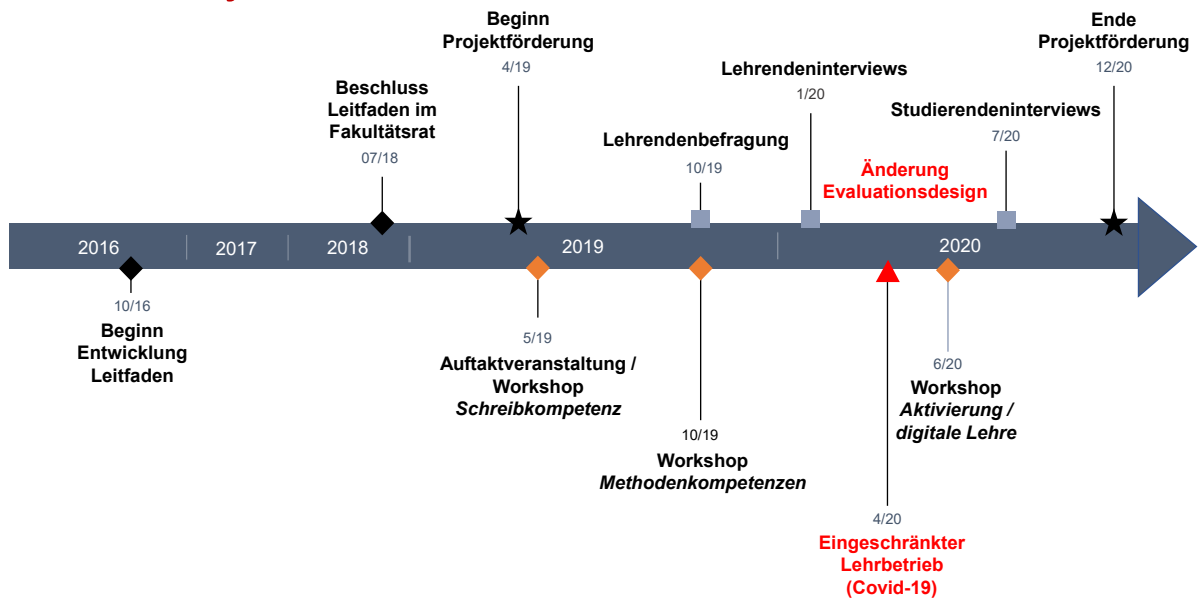 Beginn
Projektförderung
4/19
Ende
Projektförderung
12/20
Lehrendeninterviews
1/20
Beschluss
Leitfaden im
Fakultätsrat
07/18
Studierendeninterviews
7/20
Lehrendenbefragung
10/19
Änderung
Evaluationsdesign
2016
2017
2018
2019
2020
10/16
Beginn
Entwicklung
Leitfaden
5/19
Auftaktveranstaltung /
Workshop
Schreibkompetenz
10/19
Workshop
Methodenkompetenzen
6/20
Workshop
Aktivierung /
digitale Lehre
4/20
Eingeschränkter
Lehrbetrieb
(Covid-19)